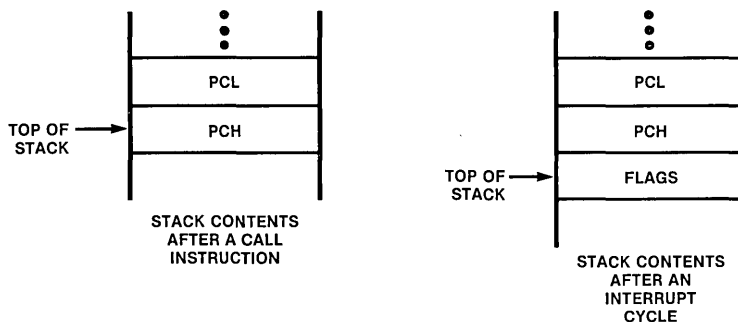 PCL
PCH
TOP OF
STACK
STACK CONTENTS
AFTER A CALL
INSTRUCTION
PCL
PCH
FLAGS
TOP OF
STACK
STACK CONTENTS
AFTER AN
INTERRUPT
CYCLE